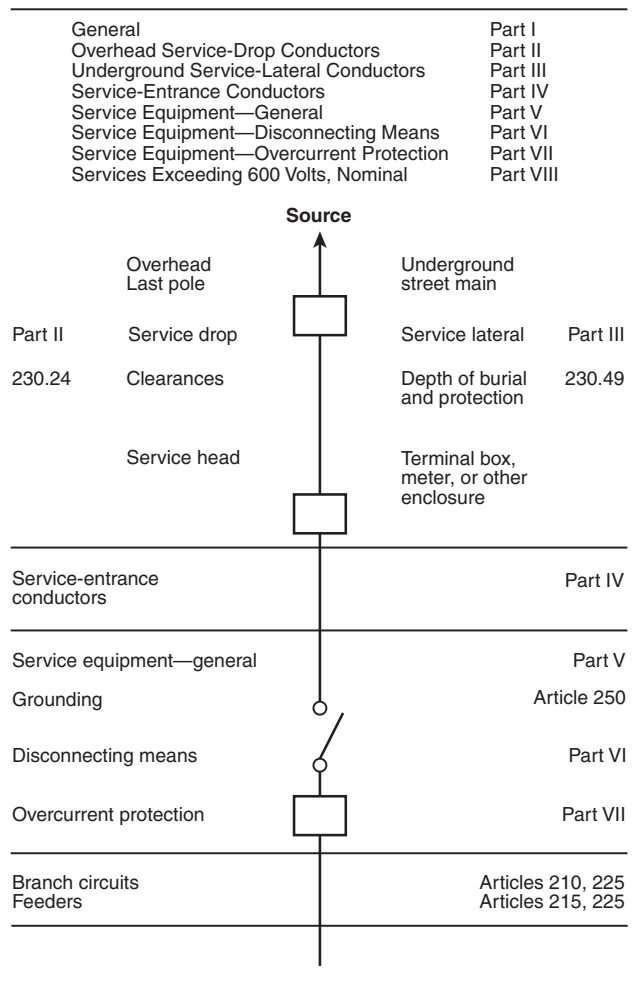 General Part I
Overhead Service-Drop Conductors Part II
Underground Service-Lateral Conductors Part III
Service-Entrance Conductors Part IV
Service Equipment—General Part V
Service Equipment—Disconnecting Means Part VI
Service Equipment—Overcurrent Protection Part VII
Services Exceeding 600 Volts, Nominal Part VIII
Source
Overhead Underground
Last pole street main
Part II Service drop Service lateral Part III
230.24 Clearances Depth of burial 230.49
and protection
Service head Terminal box,
meter, or other
enclosure
Service-entrance Part IV
conductors
Service equipment—general Part V
Grounding Article 250
Disconnecting means Part VI
Overcurrent protection Part VII
Branch circuits Articles 210, 225
Feeders Articles 215, 225